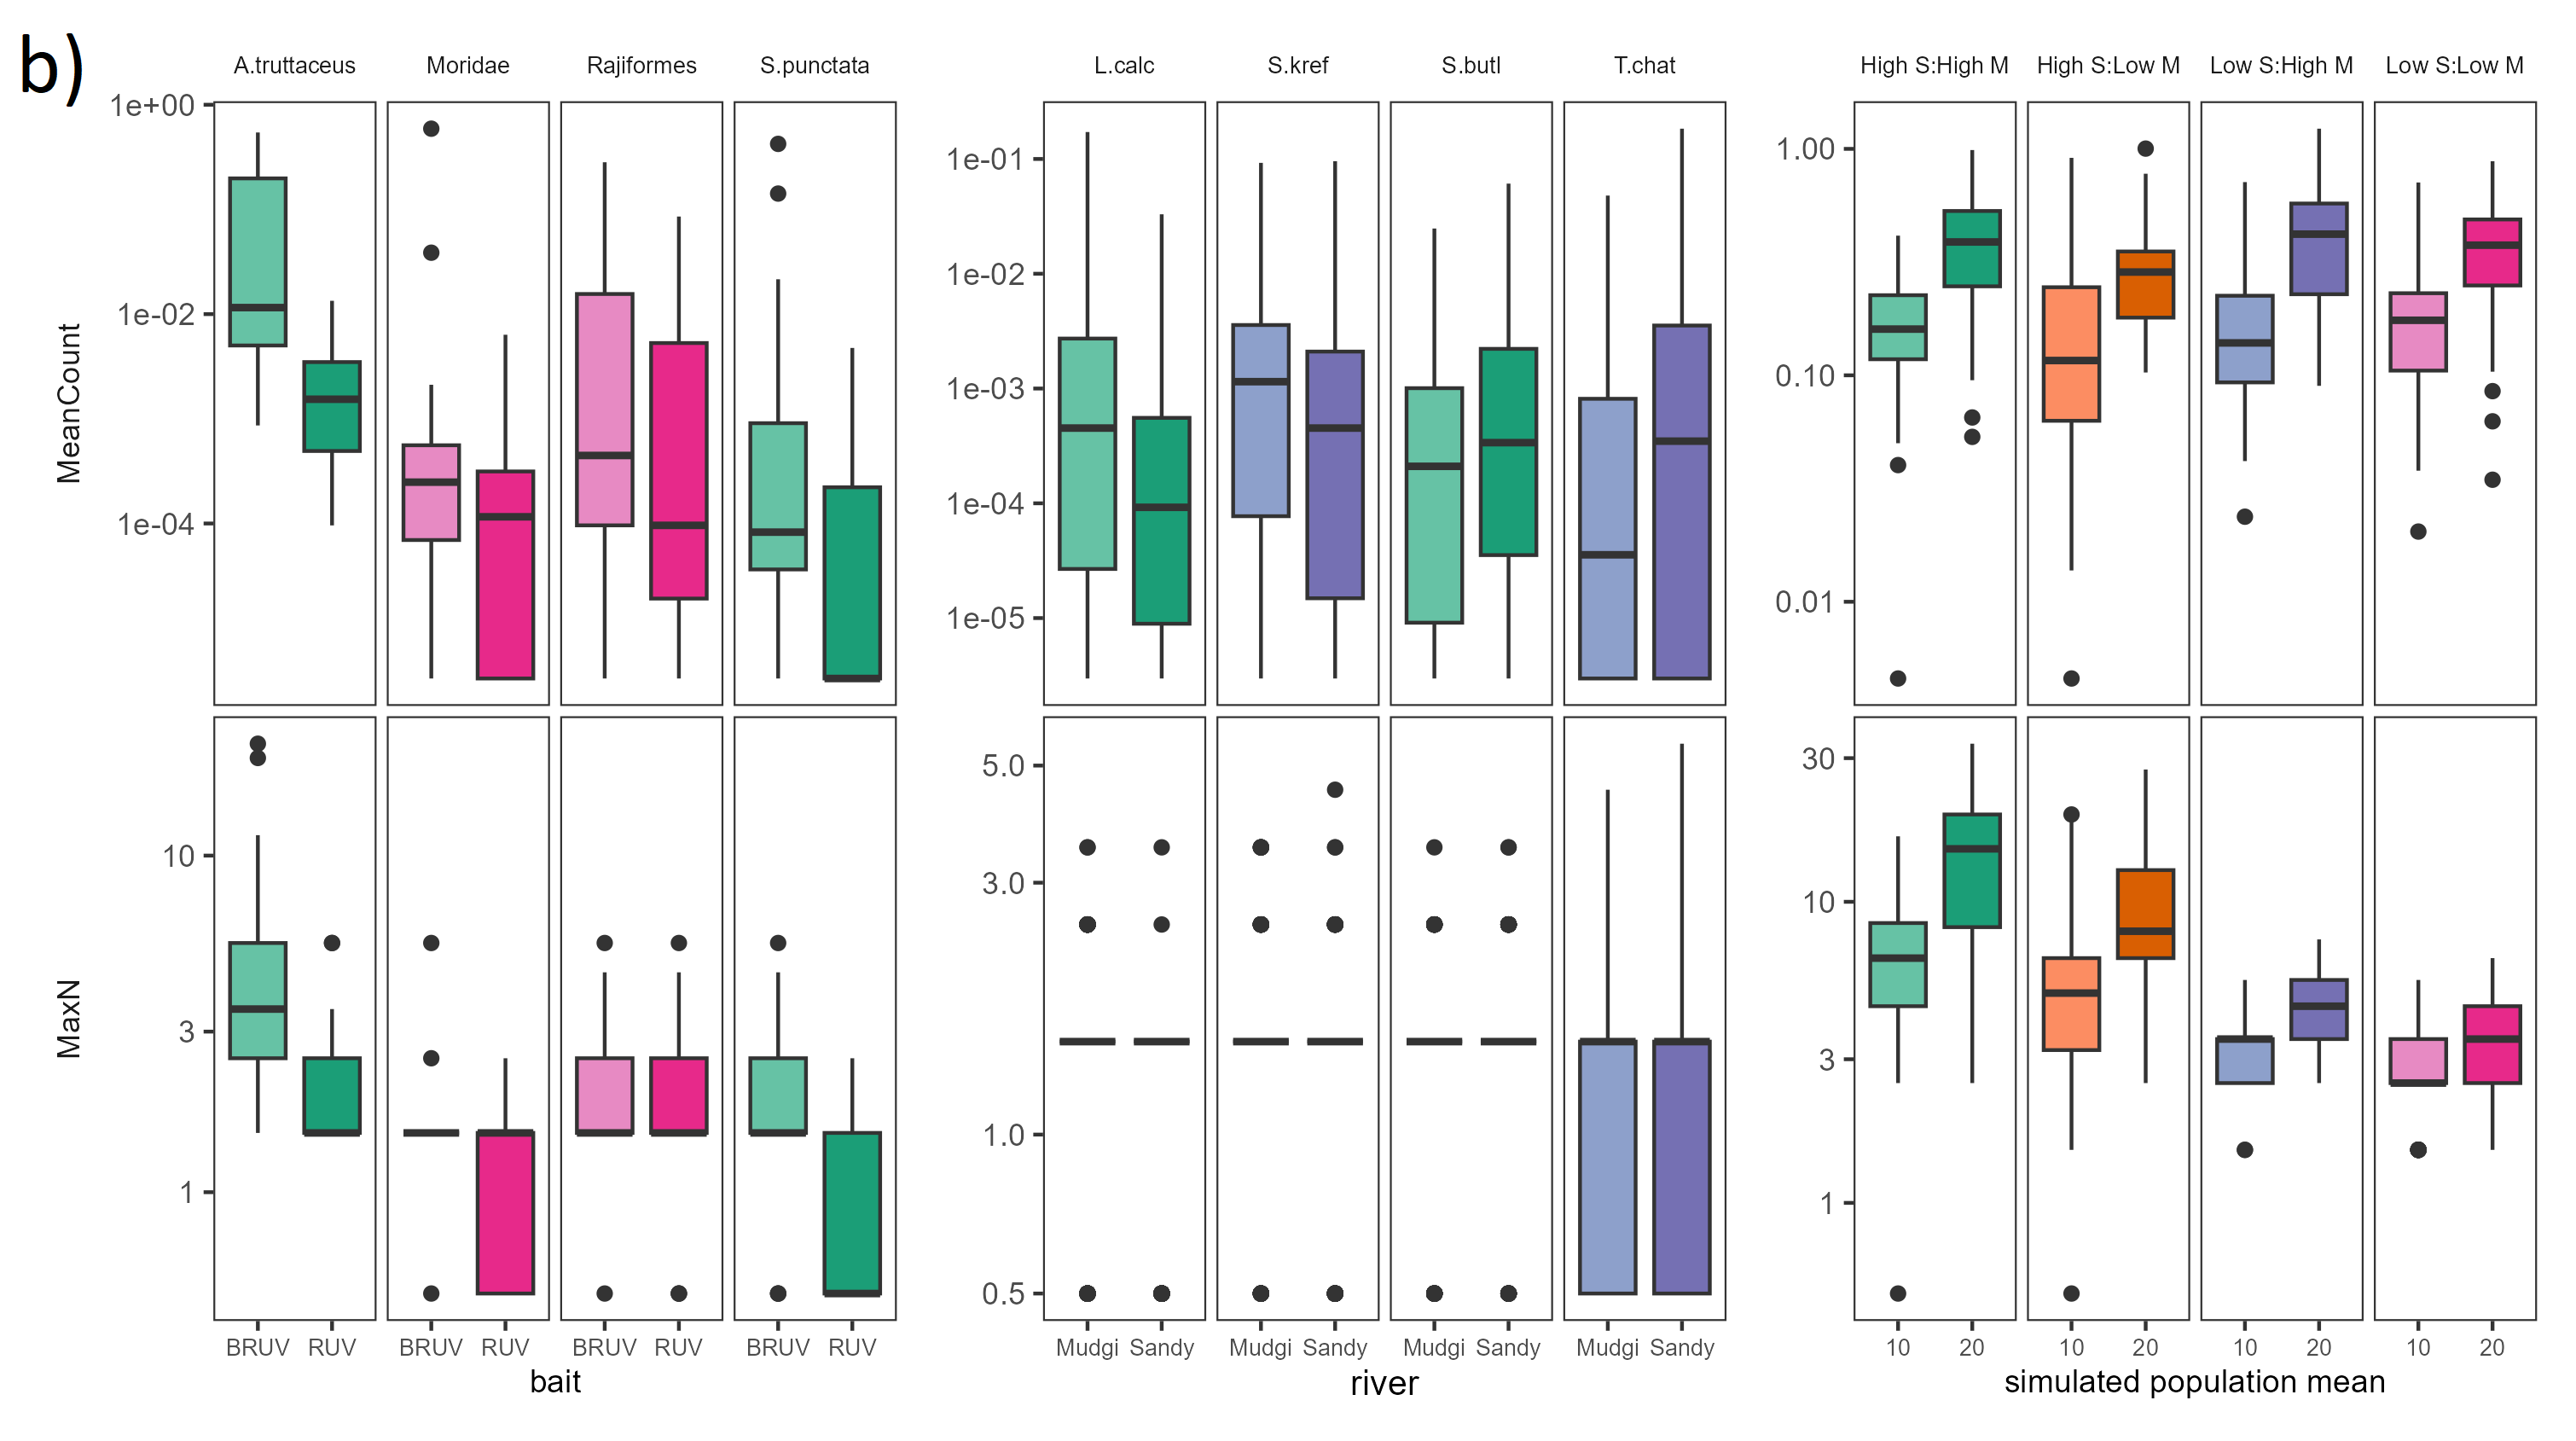 b)
A.truttaceus Moridae Rajiformes S.punctata L.calc S.kref S.butl T.chat High S:High M High S:Low M Low S:High M Low S:Low M
MeanCount
1e+00
1e-02
1e-04
1e-01
1e-02
1e-03
1e-04
1e-05
1.00
0.10
0.01
MaxN
10
3
1
5.0
3.0
1.0
0.5
30
10
3
1
BRUV RUV BRUV RUV BRUV RUV BRUV RUV Mudgi Sandy Mudgi Sandy Mudgi Sandy Mudgi Sandy 10 20 10 20 10 20 10 20
bait river simulated population mean